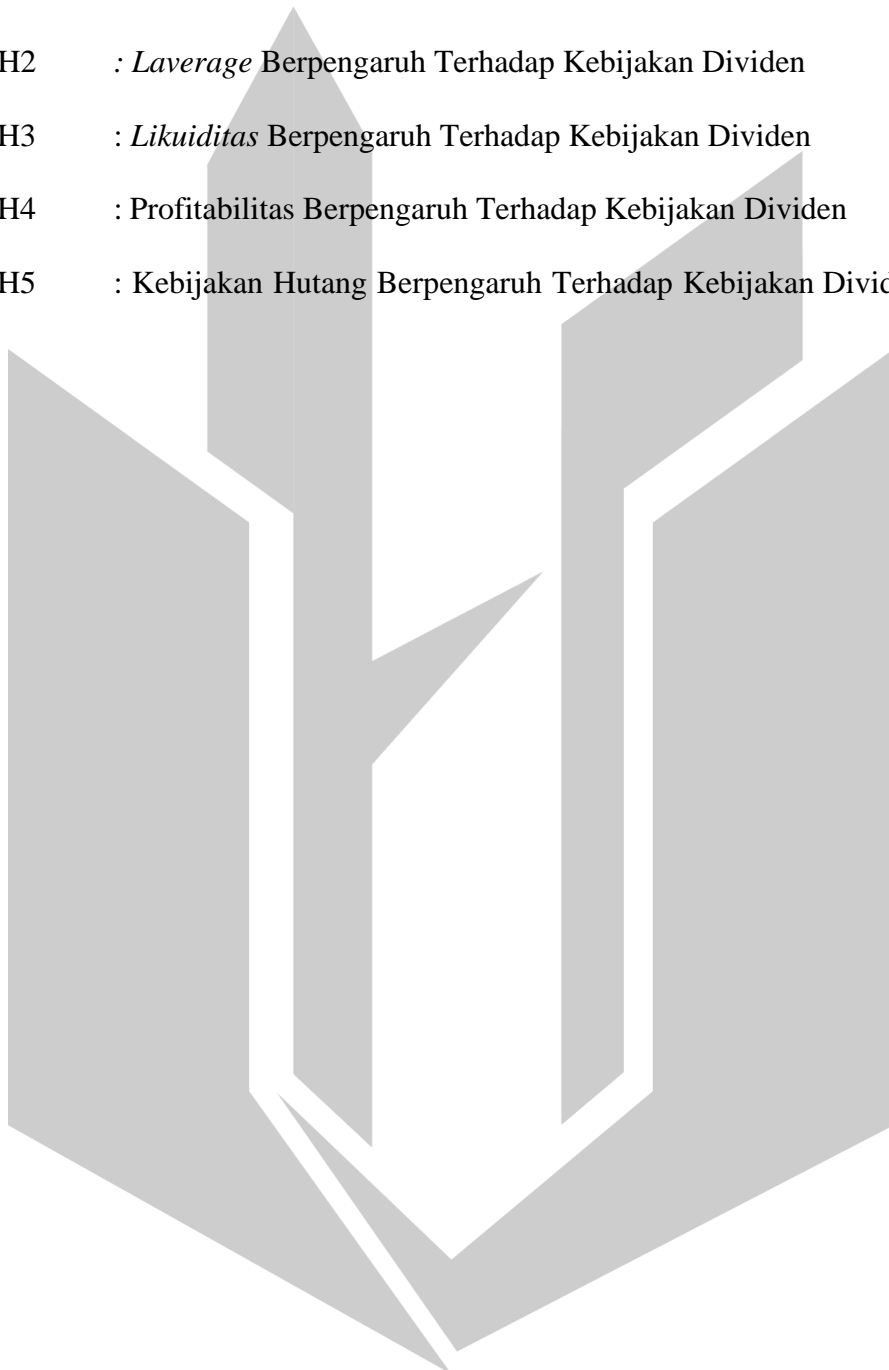 H2 : Laverage Berpengaruh Terhadap Kebijakan Dividen
H3 : Likuiditas Berpengaruh Terhadap Kebijakan Dividen
H4 : Profitabilitas Berpengaruh Terhadap Kebijakan Dividen
H5 : Kebijakan Hutang Berpengaruh Terhadap Kebijakan